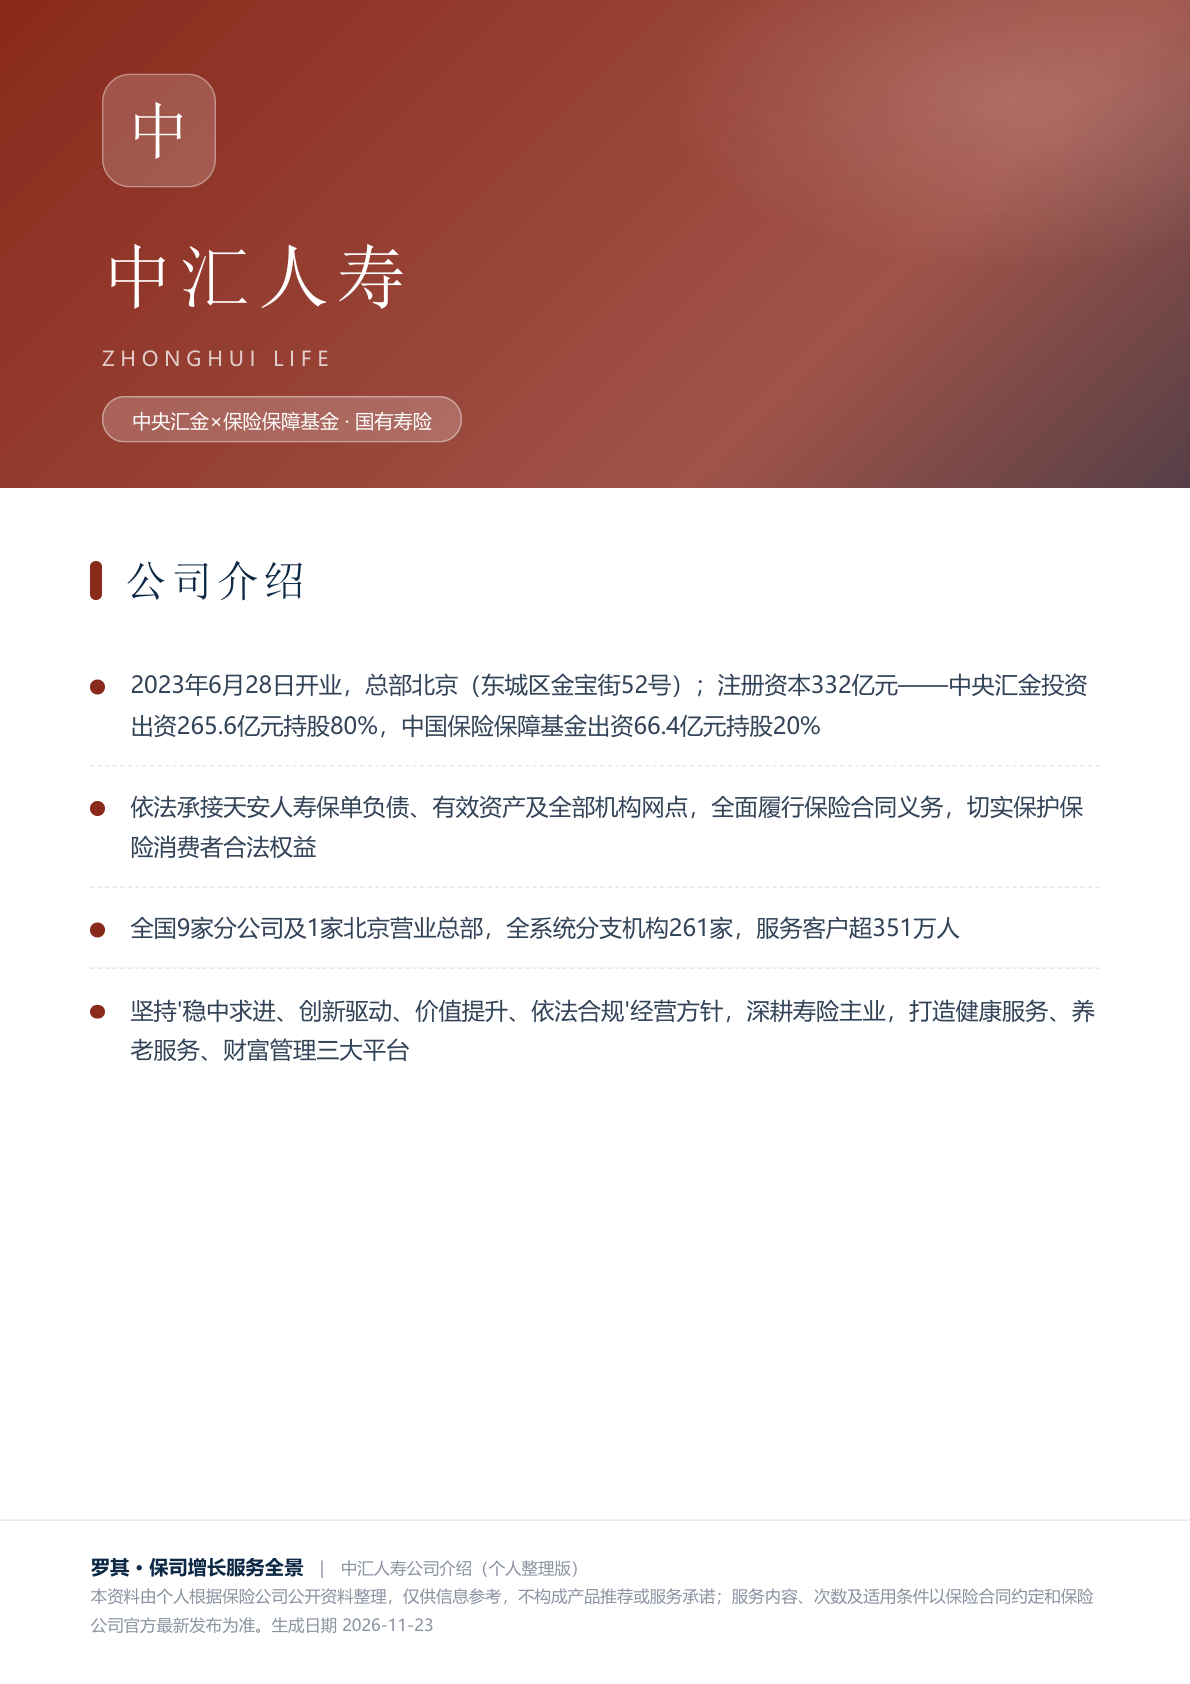 中
中汇人寿
ZHONGHUI LIFE
中央汇金×保险保障基金 · 国有寿险
公司介绍
2023年6月28日开业，总部北京（东城区金宝街52号）；注册资本332亿元——中央汇金投资
出资265.6亿元持股80%，中国保险保障基金出资66.4亿元持股20%
依法承接天安人寿保单负债、有效资产及全部机构网点，全面履行保险合同义务，切实保护保
险消费者合法权益
全国9家分公司及1家北京营业总部，全系统分支机构261家，服务客户超351万人
坚持'稳中求进、创新驱动、价值提升、依法合规'经营方针，深耕寿险主业，打造健康服务、养
老服务、财富管理三大平台
罗其 • 保司增长服务全景 | 中汇人寿公司介绍（个人整理版）
本资料由个人根据保险公司公开资料整理，仅供信息参考，不构成产品推荐或服务承诺；服务内容、次数及适用条件以保险合同约定和保险
公司官方最新发布为准。生成日期 2026-11-23